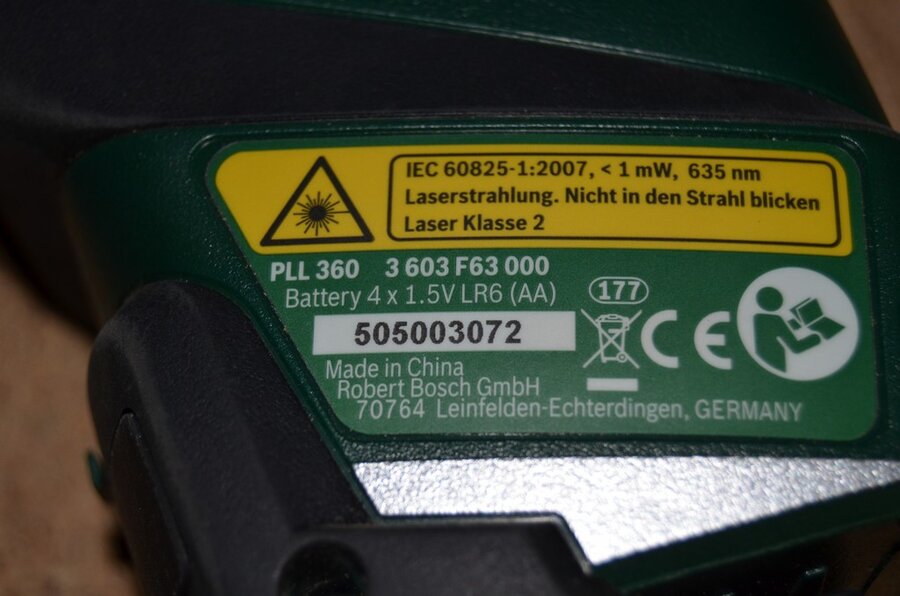 IEC 60825-1:2007, < 1 mW, 635 nm
Laserstrahlung. Nicht in den Strahl blicken
Laser Klasse 2
PLL 360 3 603 F63 000
Battery 4 x 1.5V LR6 (AA)
177
505003072
CE
Made in China
Robert Bosch GmbH
70764 Leinfelden-Echterdingen, GERMANY